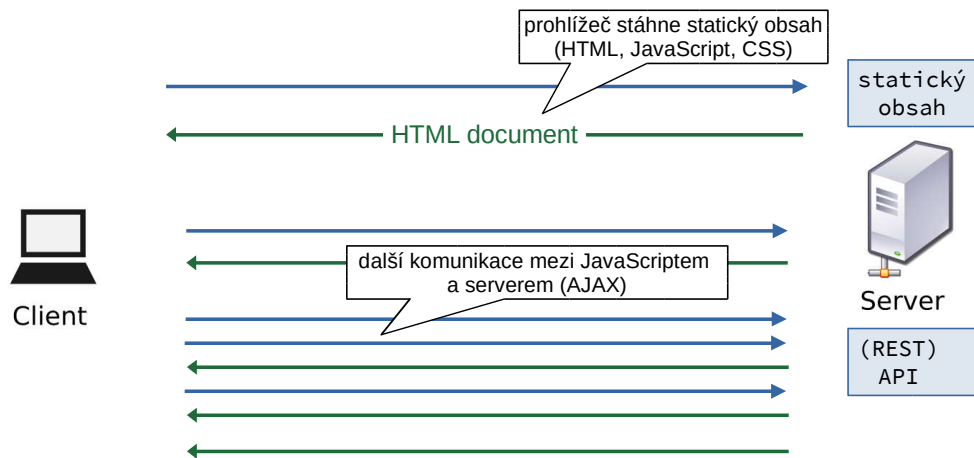 prohlížeč stáhne statický obsah
(HTML, JavaScript, CSS)
statický
obsah
HTML document
další komunikace mezi JavaScriptem
a serverem (AJAX)
Client
Server
(REST)
API